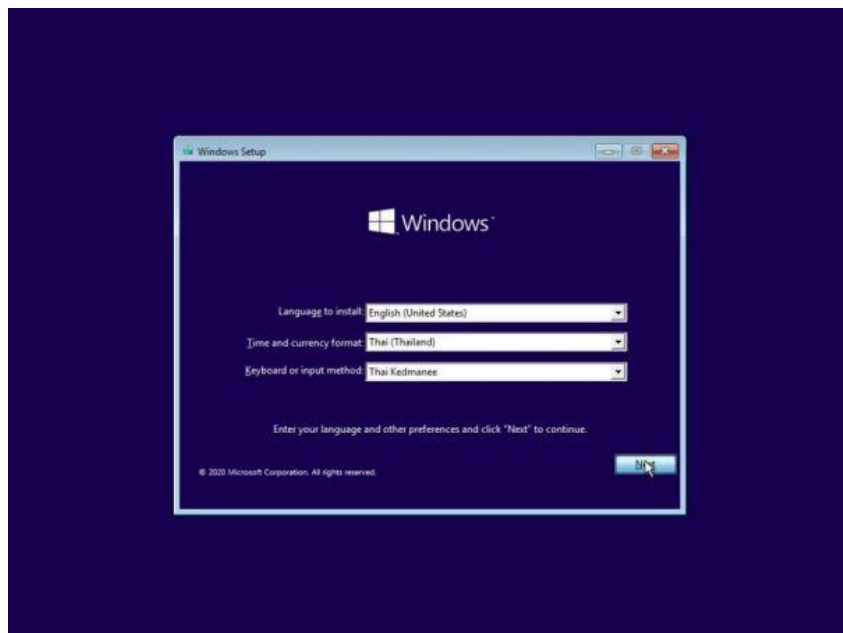 Windows Setup
Windows
Language to install: English (United States)
Time and currency format: Thai (Thailand)
Keyboard or input method: Thai Kedmanee
Enter your language and other preferences and click "Next" to continue.
Next
© 2020 Microsoft Corporation. All rights reserved.